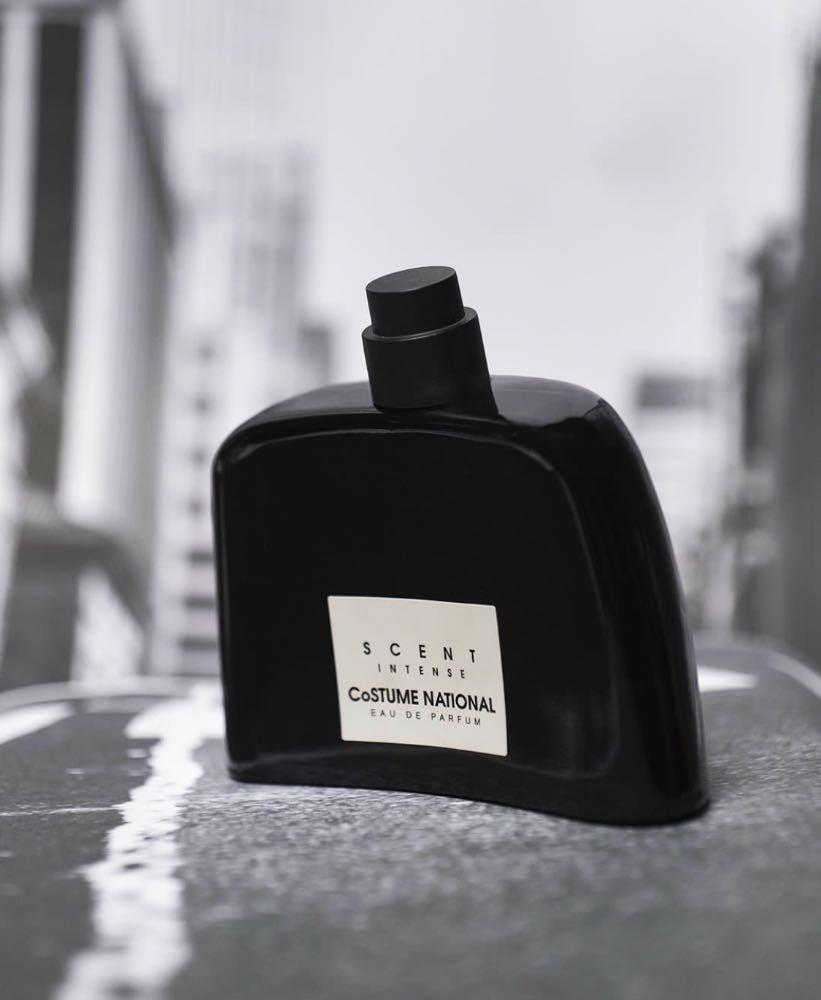 SCENT
INTENSE
CoSTUME NATIONAL
EAU DE PARFUM